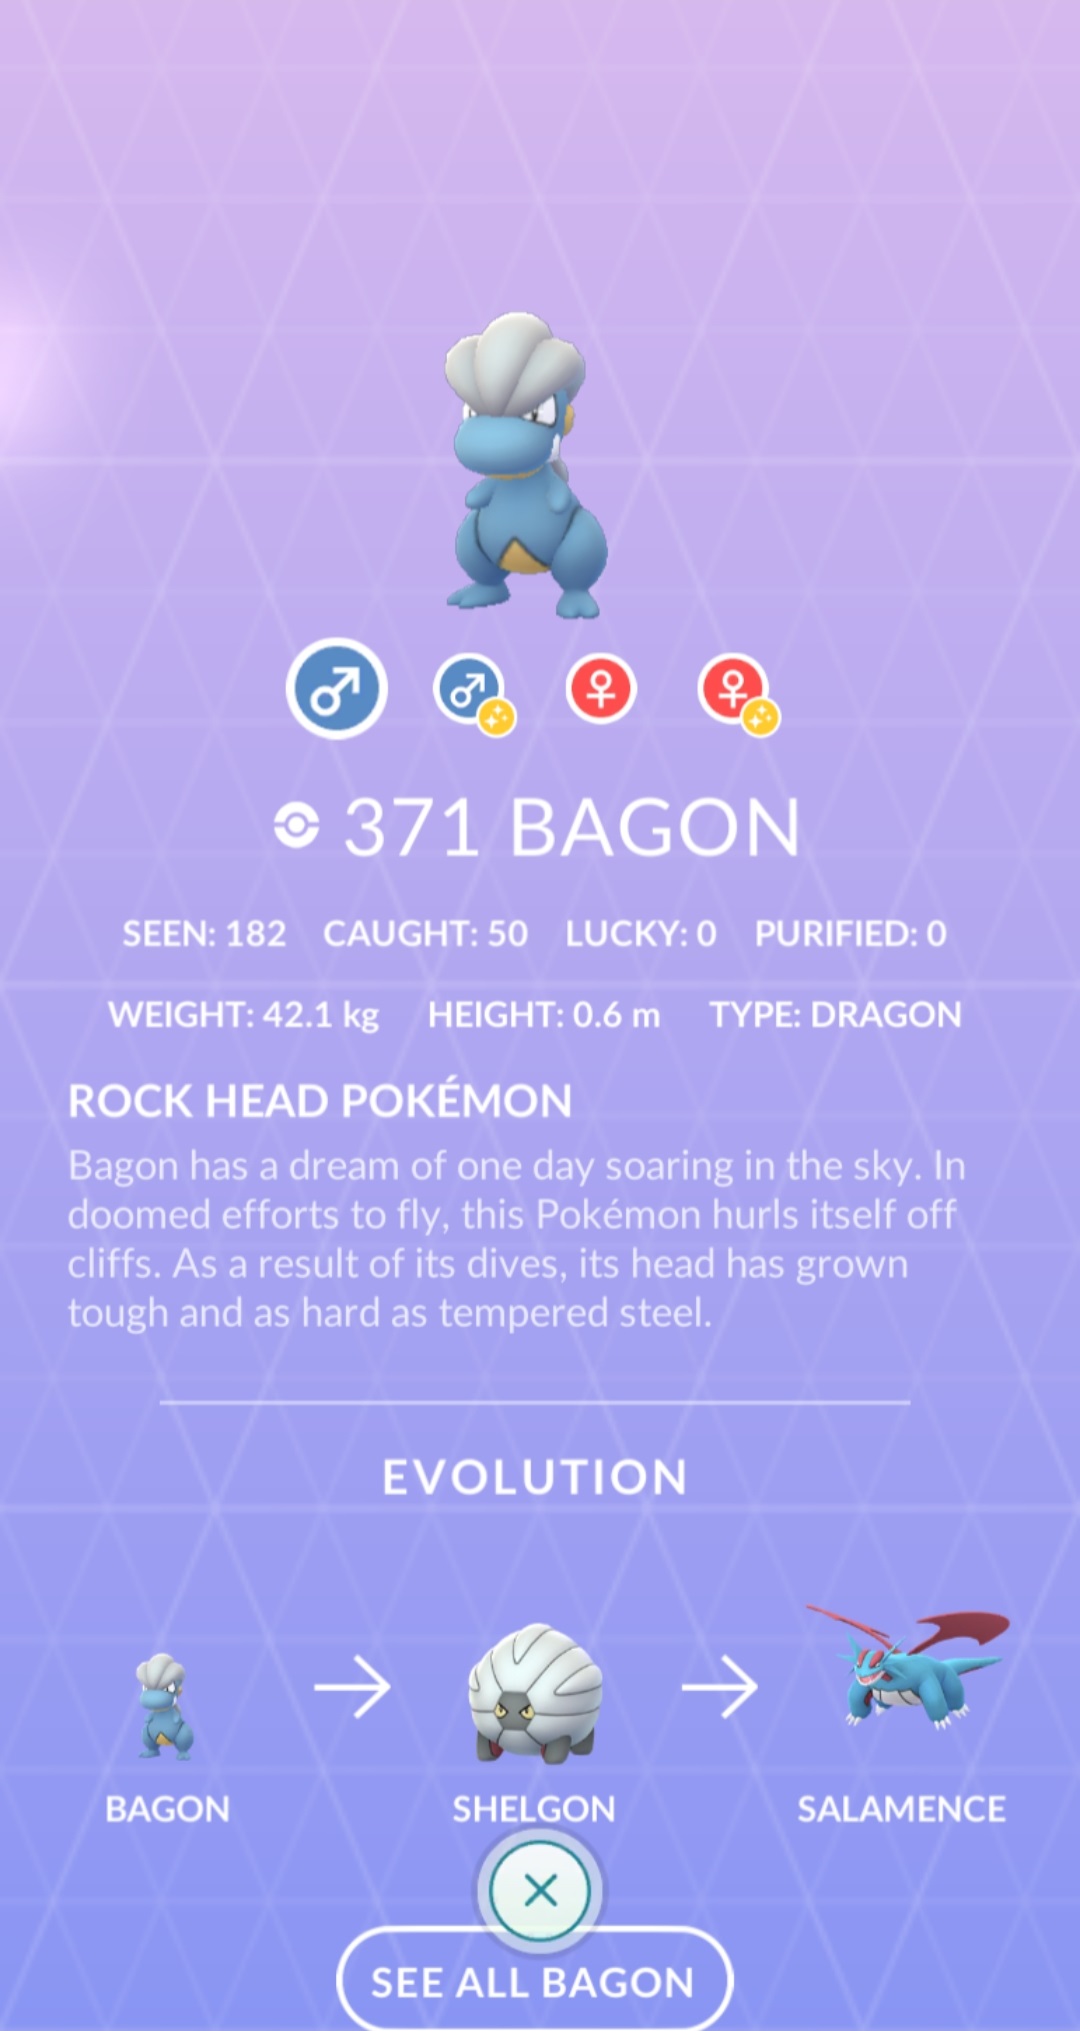 371 BAGON
SEEN: 182 CAUGHT: 50 LUCKY: 0 PURIFIED: 0
WEIGHT: 42.1 kg HEIGHT: 0.6 m TYPE: DRAGON
ROCK HEAD POKÉMON
Bagon has a dream of one day soaring in the sky. In
doomed efforts to fly, this Pokémon hurls itself off
cliffs. As a result of its dives, its head has grown
tough and as hard as tempered steel.
EVOLUTION
BAGON SHELGON SALAMENCE
SEE ALL BAGON